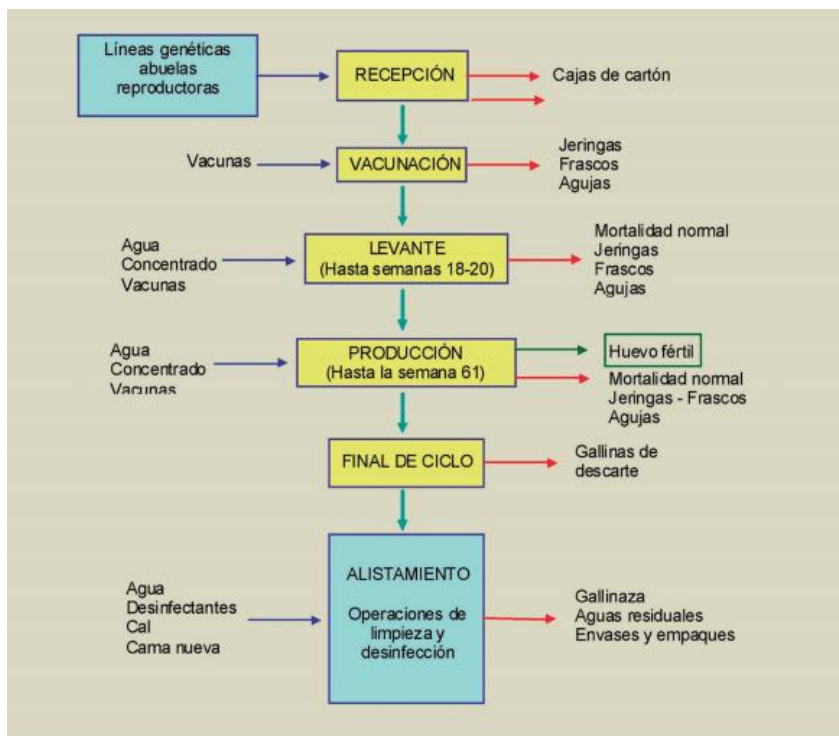 Líneas genéticas
abuelas
reproductoras
RECEPCIÓN
Cajas de cartón
Vacunas
VACUNACIÓN
Jeringas
Frascos
Agujas
Agua
Concentrado
Vacunas
LEVANTE
(Hasta semanas 18-20)
Mortalidad normal
Jeringas
Frascos
Agujas
Agua
Concentrado
Vacunas
PRODUCCIÓN
(Hasta la semana 61)
Huevo fértil
Mortalidad normal
Jeringas - Frascos
Agujas
FINAL DE CICLO
Gallinas de
descarte
Agua
Desinfectantes
Cal
Cama nueva
ALISTAMIENTO
Operaciones de
limpieza y
desinfección
Gallinaza
Aguas residuales
Envases y empaques